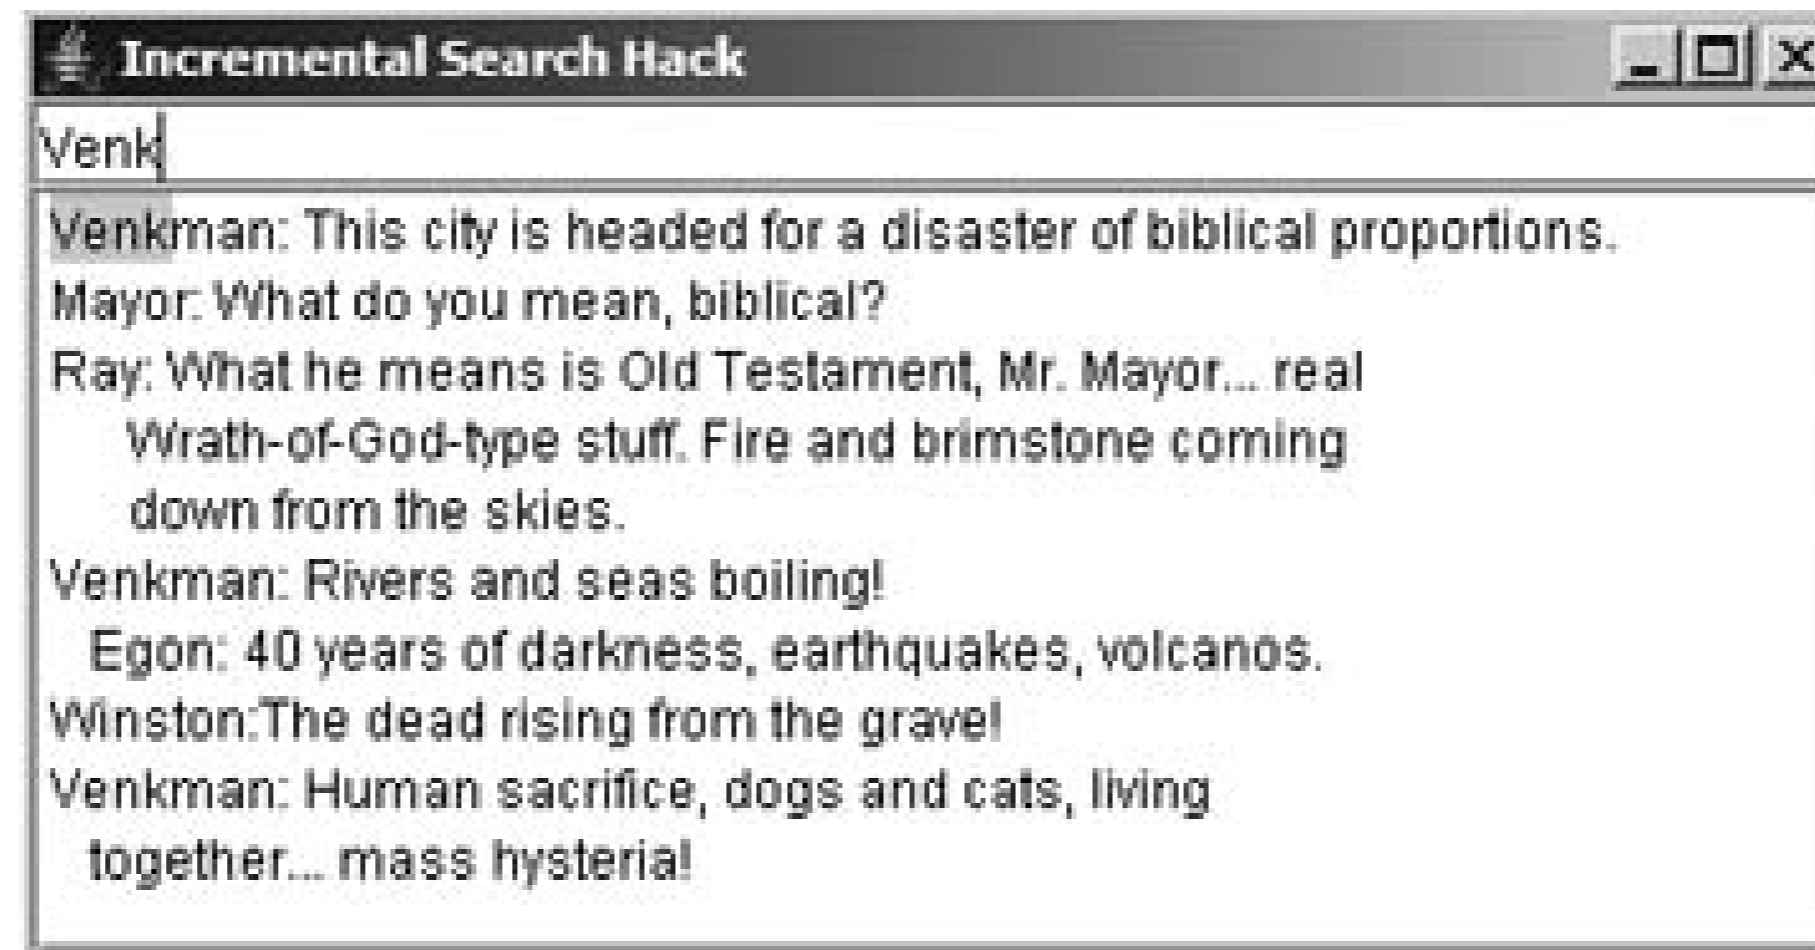 Incremental Search Hack
Venk
Venkman: This city is headed for a disaster of biblical proportions.
Mayor: What do you mean, biblical?
Ray: What he means is Old Testament, Mr. Mayor... real
Wrath-of-God-type stuff. Fire and brimstone coming
down from the skies.
Venkman: Rivers and seas boiling!
Egon: 40 years of darkness, earthquakes, volcanos.
Winston:The dead rising from the grave!
Venkman: Human sacrifice, dogs and cats, living
together... mass hysteria!